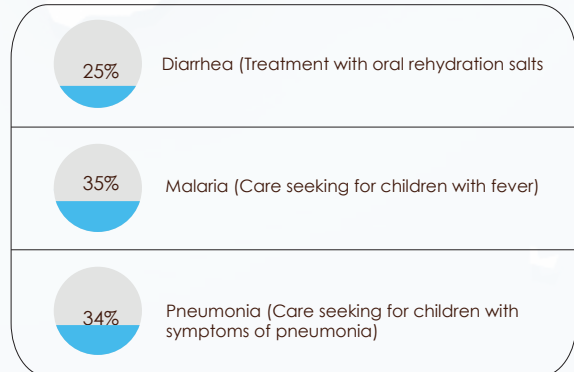 25%
Diarrhea (Treatment with oral rehydration salts
35%
Malaria (Care seeking for children with fever)
34%
Pneumonia (Care seeking for children with
symptoms of pneumonia)